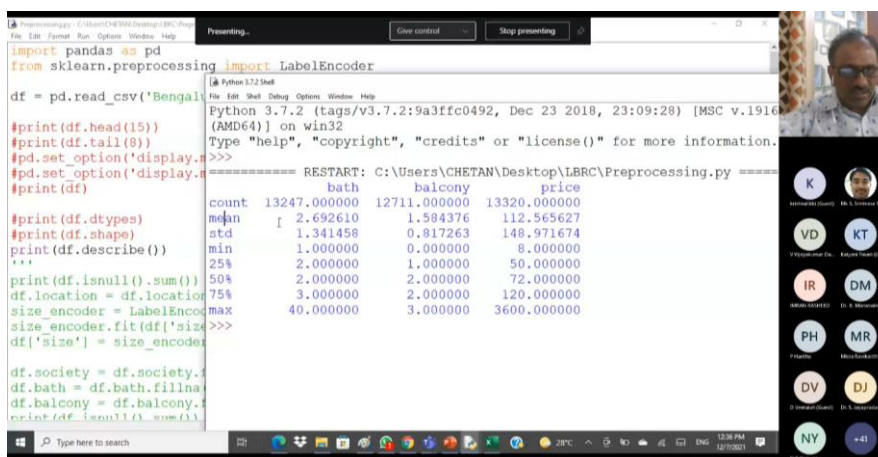 Preprocessing.py - C:\Users\CHETAN\Desktop\LBRC\Prepr
File Edit Format Run Options Window Help
Presenting...
Give control
Stop presenting
import pandas as pd
from sklearn.preprocessing import LabelEncoder
df = pd.read_csv('Bengal
#print(df.head(15))
#print(df.tail(8))
#pd.set_option('display.m
#pd.set_option('display.m
#print(df)
#print(df.dtypes)
#print(df.shape)
print(df.describe())
'''
print(df.isnull().sum())
df.location = df.location
size_encoder = LabelEncod
size_encoder.fit(df['size
df['size'] = size_encoder
df.society = df.society.f
df.bath = df.bath.fillna(
df.balcony = df.balcony.f
print(df.isnull().sum())
Python 3.7.2 Shell
File Edit Shell Debug Options Window Help
Python 3.7.2 (tags/v3.7.2:9a3ffc0492, Dec 23 2018, 23:09:28) [MSC v.1916
(AMD64)] on win32
Type "help", "copyright", "credits" or "license()" for more information.
>>>
=========== RESTART: C:\Users\CHETAN\Desktop\LBRC\Preprocessing.py =====
bath balcony price
count 13247.000000 12711.000000 13320.000000
mean 2.692610 1.584376 112.565627
std 1.341458 0.817263 148.971674
min 1.000000 0.000000 8.000000
25% 2.000000 1.000000 50.000000
50% 2.000000 2.000000 72.000000
75% 3.000000 2.000000 120.000000
max 40.000000 3.000000 3600.000000
>>>
K
VD
KT
IR
DM
PH
MR
DV
DJ
NY
+41
Type here to search
28°C
ENG
12:36 PM
12/7/2021